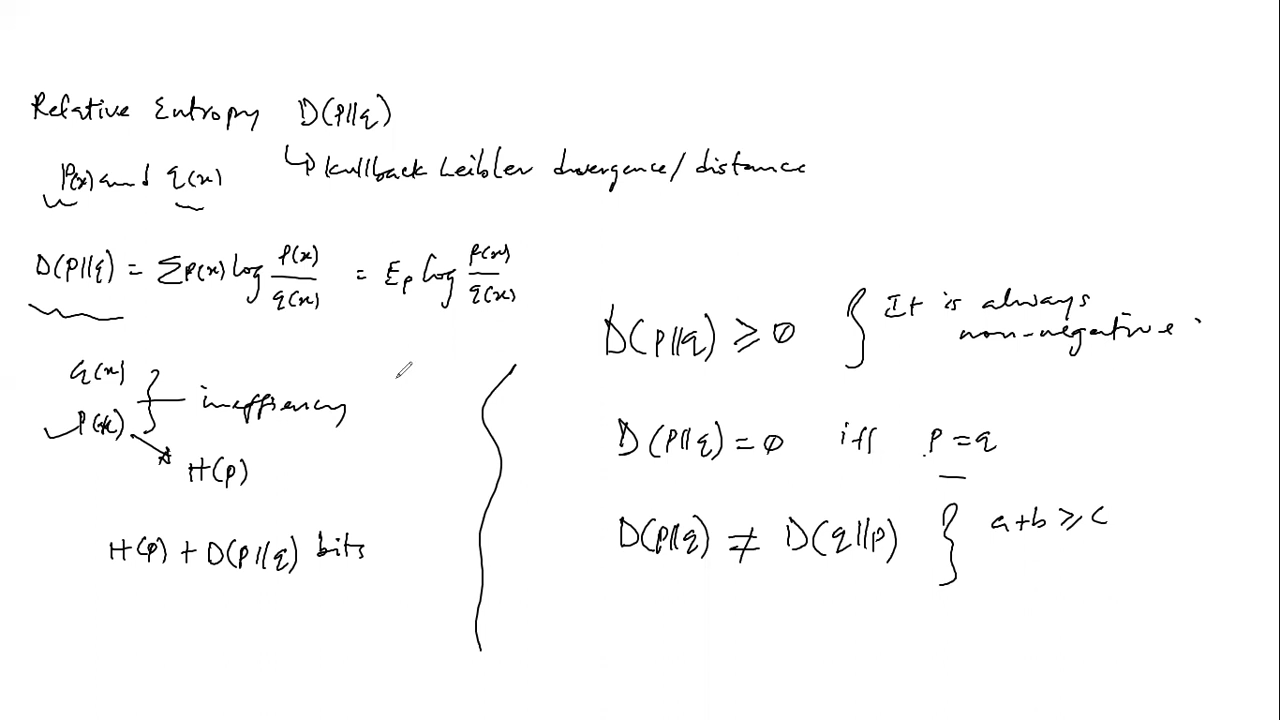 Relative Entropy D(P||q)
↳ Kullback Leibler divergence/distance
P(x) and q(x)
D(P||q) = Σp(x) log p(x)/q(x) = E_p log p(x)/q(x)
q(x)
P(x)
} inefficiency
H(p)
H(p) + D(P||q) bits
D(p||q) ≥ 0 { It is always
non-negative.
D(p||q) = 0 iff p = q
D(p||q) ≠ D(q||p) { a+b ≥ c